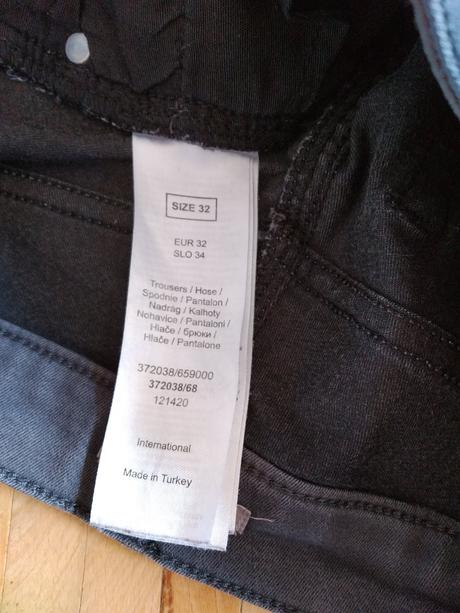 SIZE 32
EUR 32
SLO 34
Trousers / Hose /
Spodnie / Pantalon /
Nadrág / Kalhoty
Nohavice / Pantaloni /
Hlače / брюки /
Hlače / Pantalone
372038/659000
372038/68
121420
International
Made in Turkey